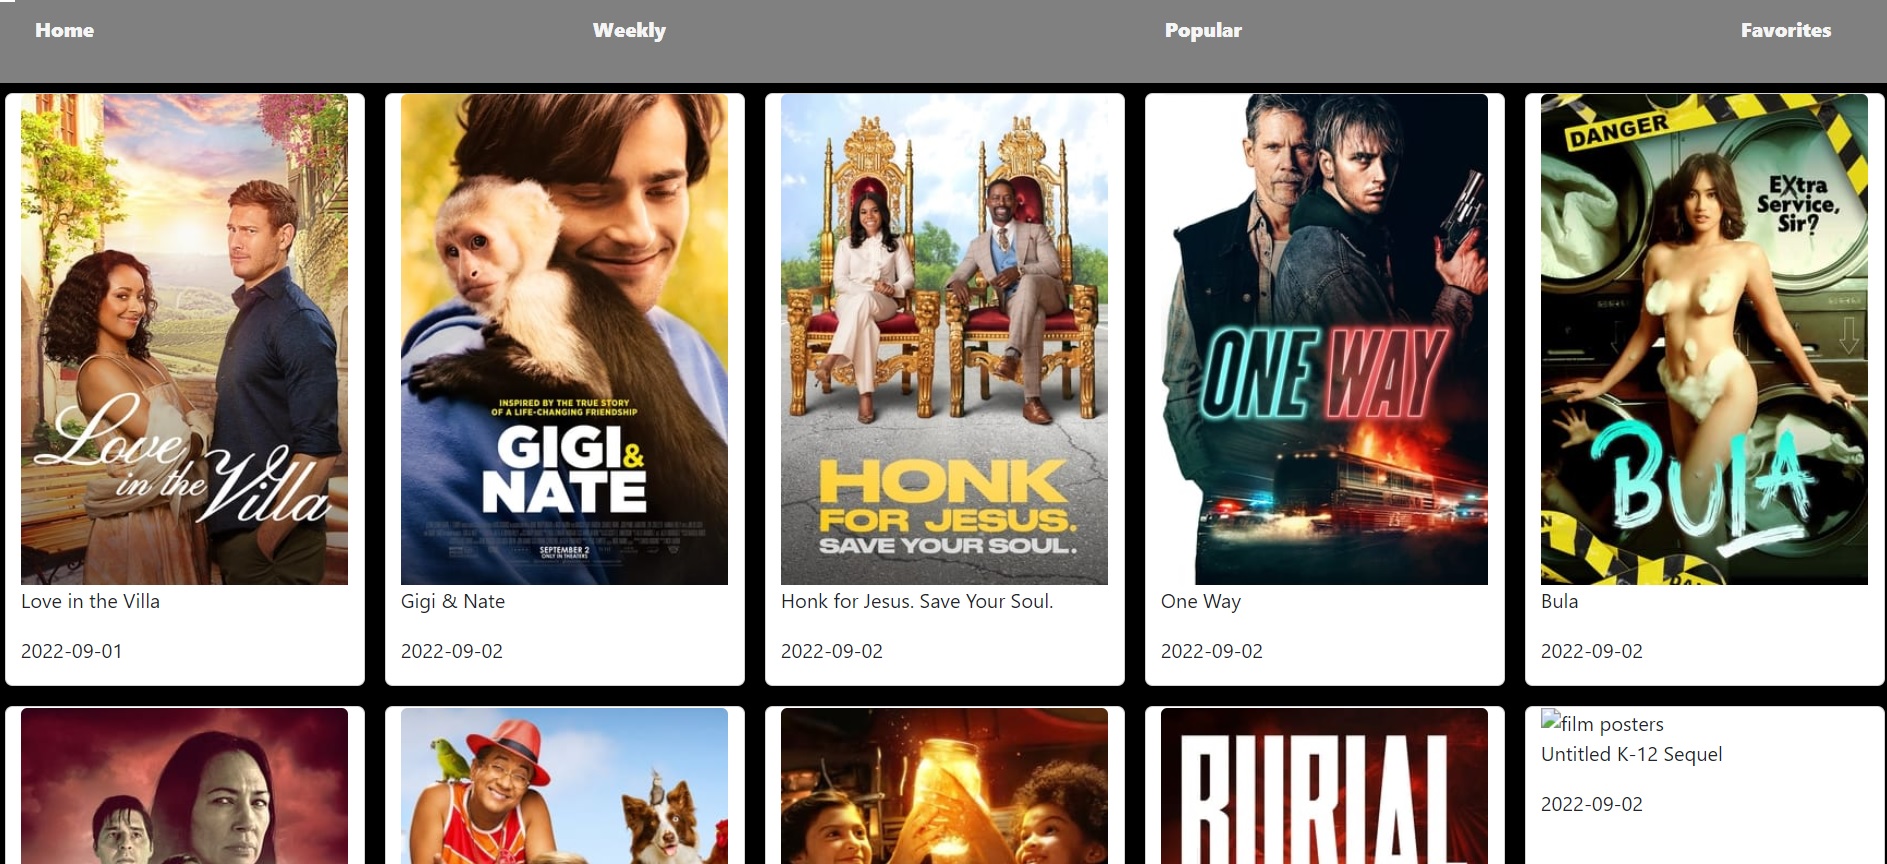 Home
Weekly
Popular
Favorites
Love
in the Villa
INSPIRED BY THE TRUE STORY
OF A LIFE-CHANGING FRIENDSHIP
GIGI &
NATE
SEPTEMBER 2
ONLY IN THEATERS
HONK
FOR JESUS.
SAVE YOUR SOUL.
ONE WAY
DANGER
EXtra
Service,
Sir?
BULA
Love in the Villa
2022-09-01
Gigi & Nate
2022-09-02
Honk for Jesus. Save Your Soul.
2022-09-02
One Way
2022-09-02
Bula
2022-09-02
BURIAL
film posters
Untitled K-12 Sequel
2022-09-02